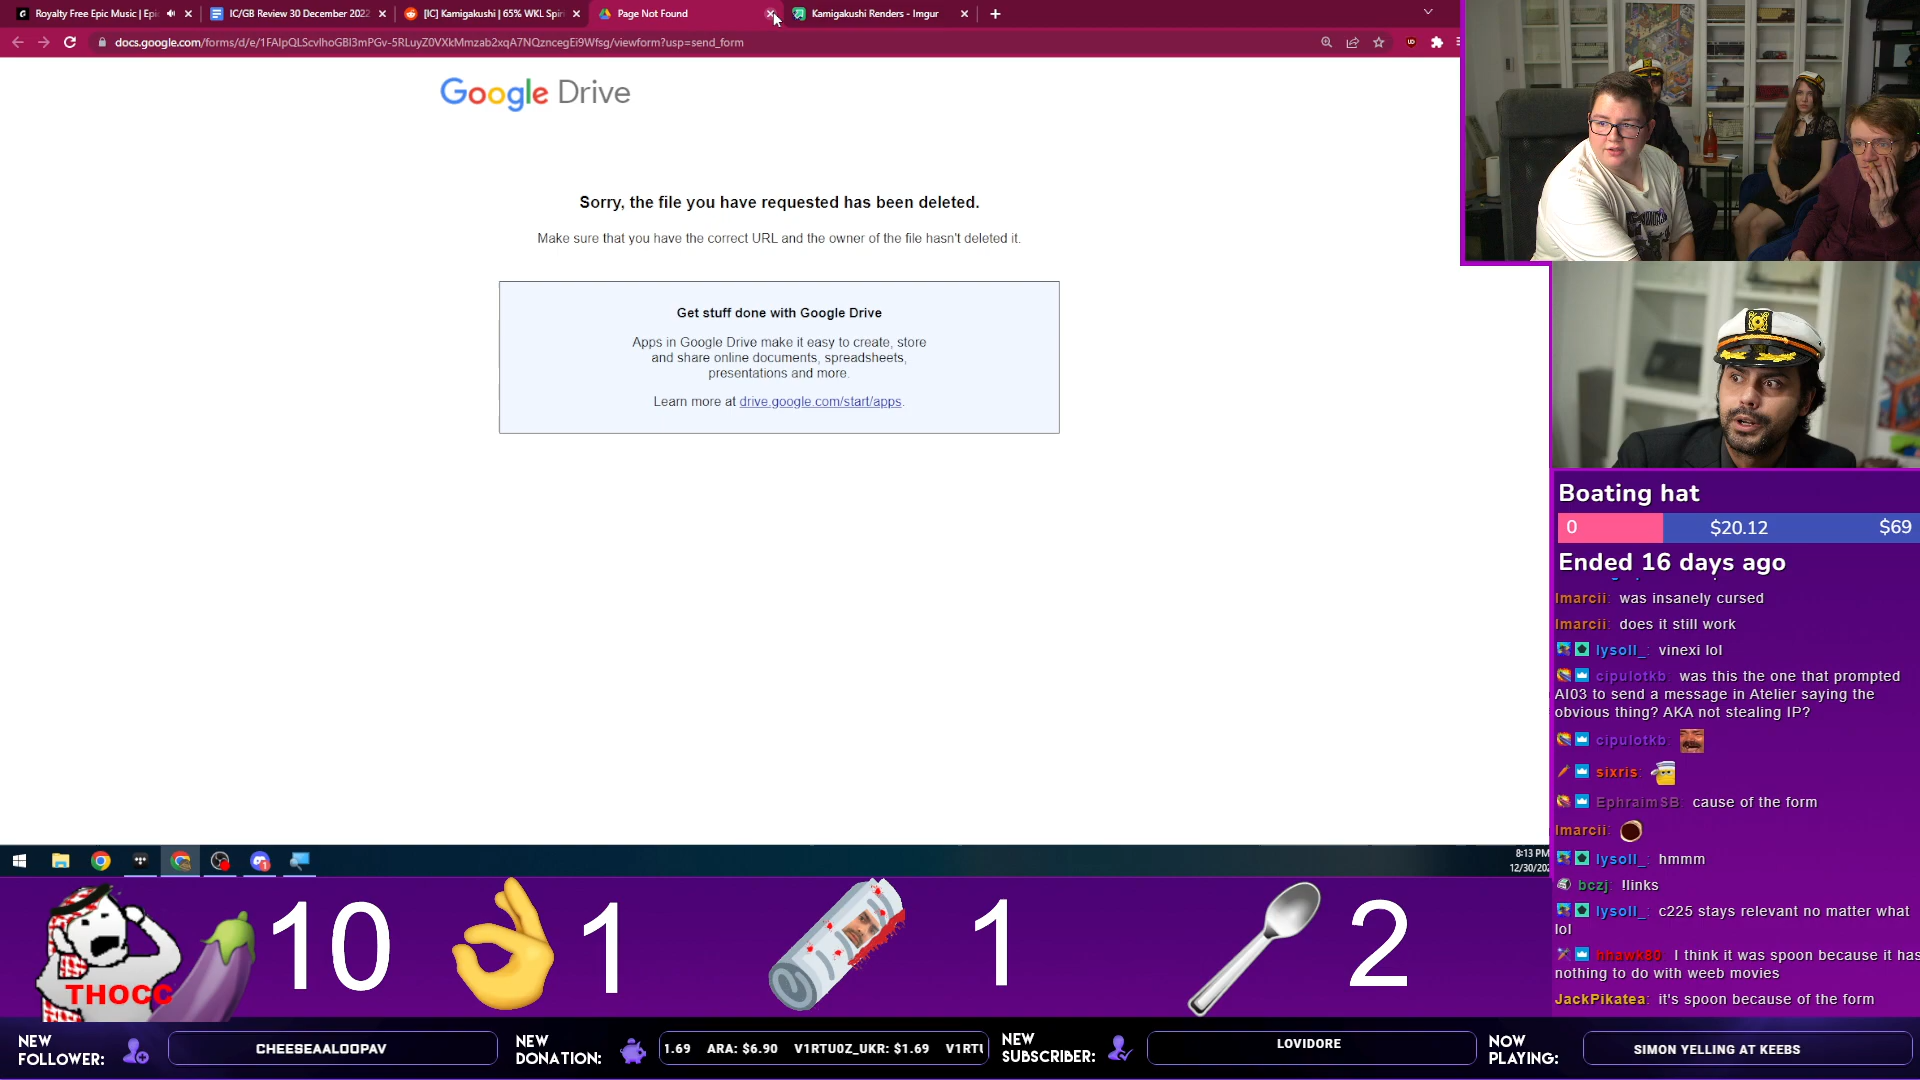 Royalty Free Epic Music | Epic
IC/GB Review 30 December 2022
[IC] Kamigakushi | 65% WKL Spin
Page Not Found
Kamigakushi Renders - Imgur
docs.google.com/forms/d/e/1FAIpQLScvIhoGBl3mPGv-5RLuyZ0VXkMmzab2xqA7NQzncegEi9Wfsg/viewform?usp=send_form
Google Drive
Sorry, the file you have requested has been deleted.
Make sure that you have the correct URL and the owner of the file hasn't deleted it.
Get stuff done with Google Drive
Apps in Google Drive make it easy to create, store
and share online documents, spreadsheets,
presentations and more.
Learn more at drive.google.com/start/apps.
Boating hat
0 $20.12 $69
Ended 16 days ago
lmarcii: was insanely cursed
lmarcii: does it still work
lysoll_: vinexi lol
cipulotkb: was this the one that prompted
AI03 to send a message in Atelier saying the
obvious thing? AKA not stealing IP?
cipulotkb:
sixris:
EphraimSB: cause of the form
lmarcii:
lysoll_: hmmm
bczj: !links
lysoll_: c225 stays relevant no matter what
lol
hhawk80: I think it was spoon because it has
nothing to do with weeb movies
JackPikatea: it's spoon because of the form
8:13 PM
12/30/202
THOCC
10 1 1 2
NEW
FOLLOWER:
CHEESEAALOOPAV
NEW
DONATION:
1.69 ARA: $6.90 V1RTU0Z_UKR: $1.69 V1RTU
NEW
SUBSCRIBER:
LOVIDORE
NOW
PLAYING:
SIMON YELLING AT KEEBS